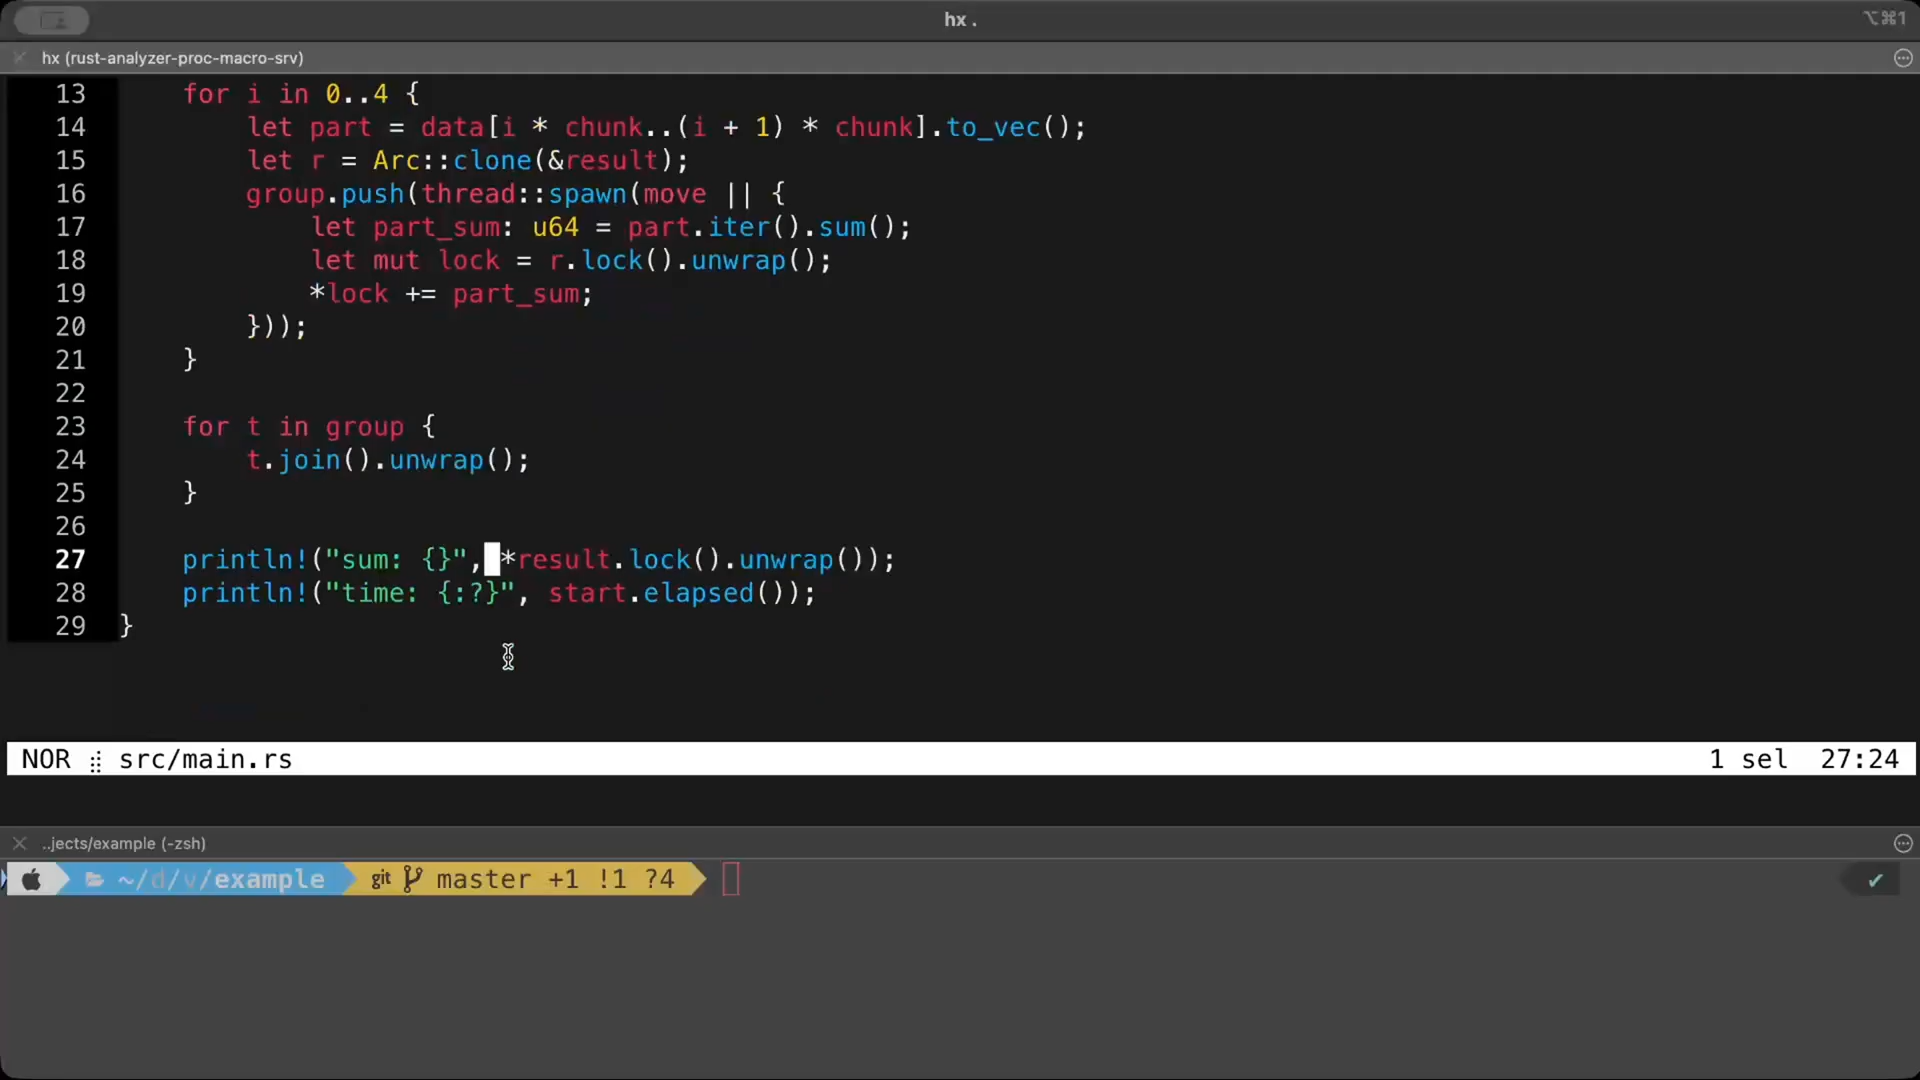 hx .
⌥⌘1
hx (rust-analyzer-proc-macro-srv)
13 for i in 0..4 {
14 let part = data[i * chunk..(i + 1) * chunk].to_vec();
15 let r = Arc::clone(&result);
16 group.push(thread::spawn(move || {
17 let part_sum: u64 = part.iter().sum();
18 let mut lock = r.lock().unwrap();
19 *lock += part_sum;
20 }));
21 }
22
23 for t in group {
24 t.join().unwrap();
25 }
26
27 println!("sum: {}", *result.lock().unwrap());
28 println!("time: {:?}", start.elapsed());
29 }
NOR src/main.rs 1 sel 27:24
..jects/example (-zsh)
~/d/v/example git master +1 !1 ?4 ✔